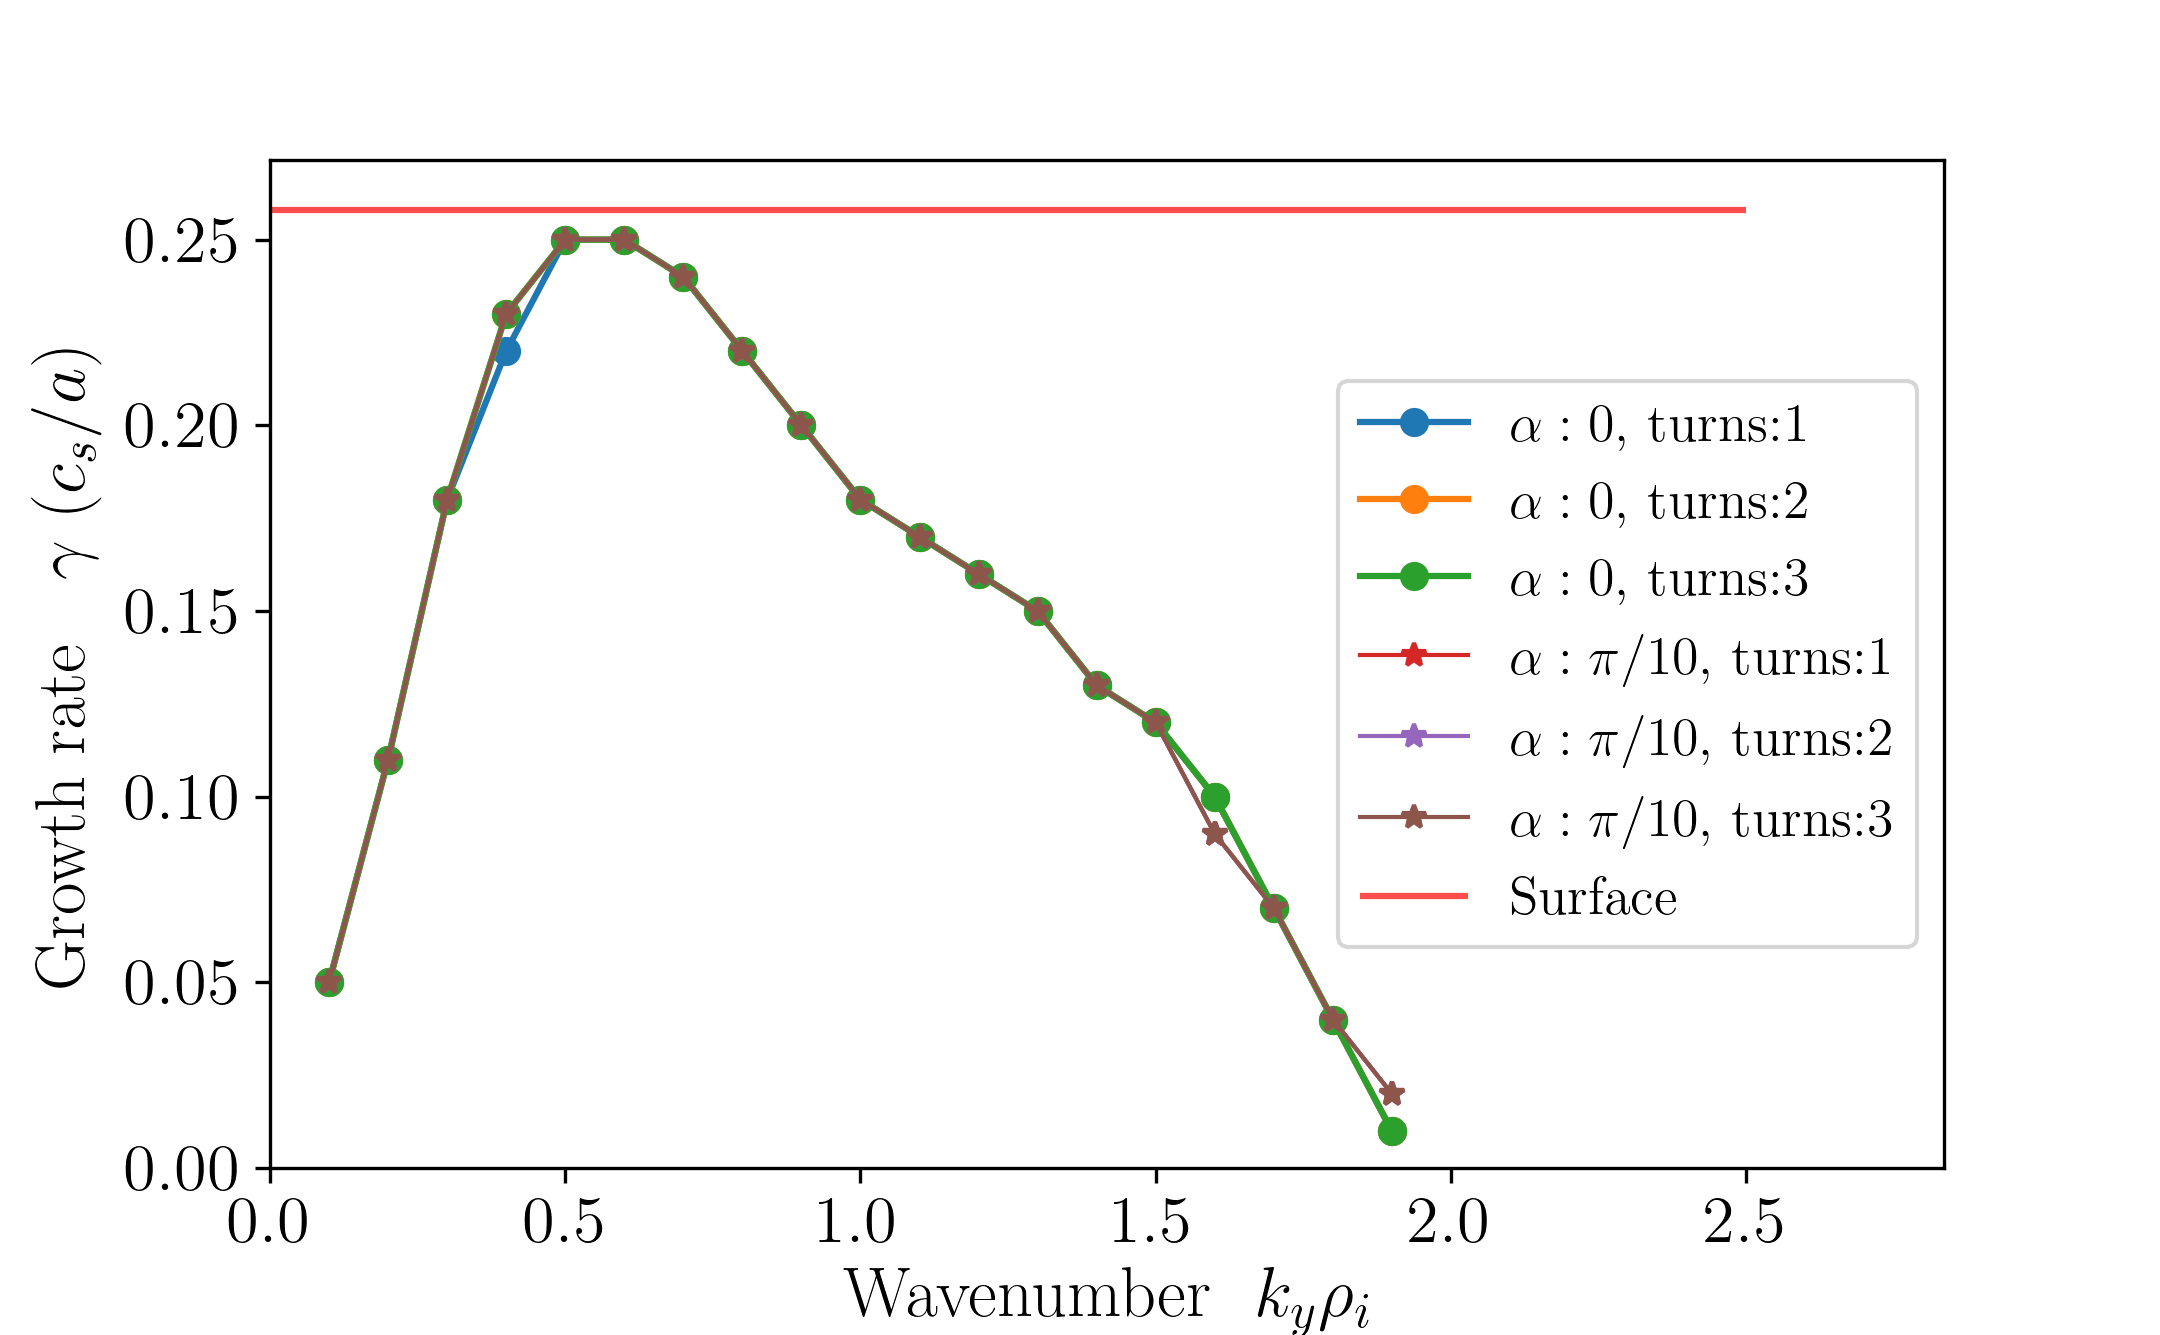 0.25
0.20
0.15
0.10
0.05
0.00
Growth rate γ (c_s/a)
α : 0, turns:1
α : 0, turns:2
α : 0, turns:3
α : π/10, turns:1
α : π/10, turns:2
α : π/10, turns:3
Surface
0.0 0.5 1.0 1.5 2.0 2.5
Wavenumber k_yρ_i